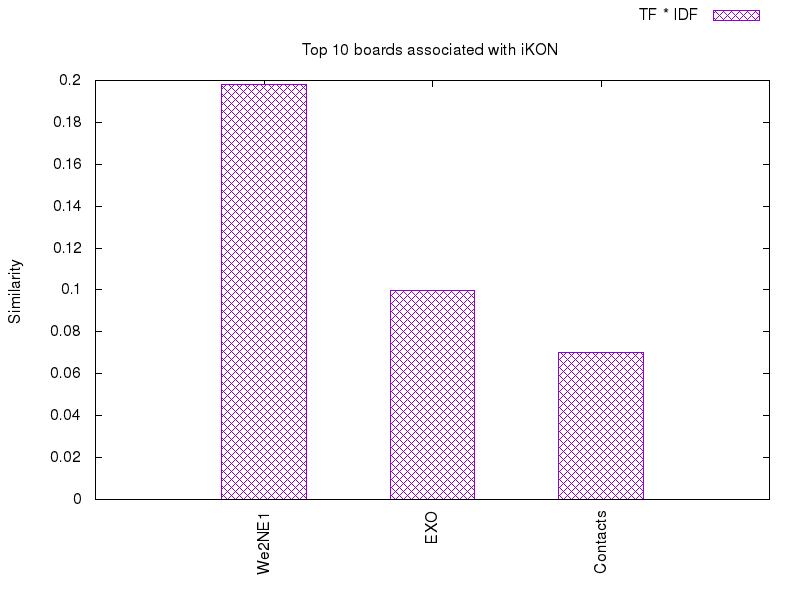 TF * IDF
Top 10 boards associated with iKON
Similarity
0.2
0.18
0.16
0.14
0.12
0.1
0.08
0.06
0.04
0.02
0
We2NE1
EXO
Contacts